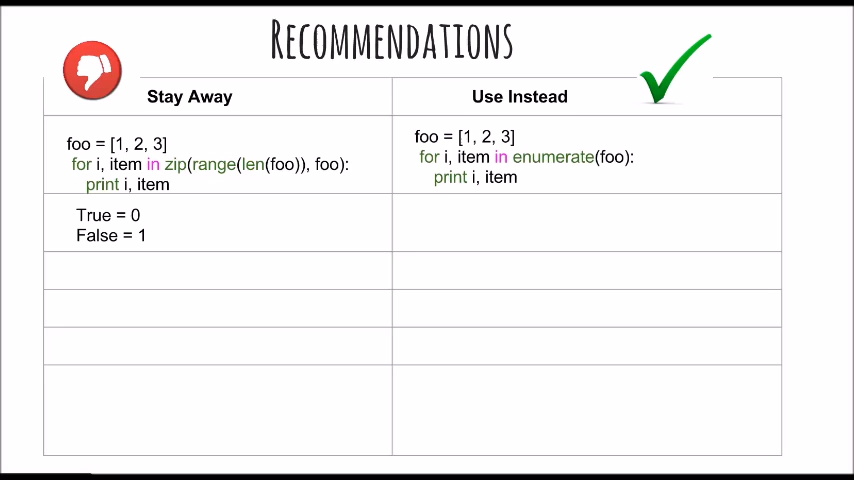 RECOMMENDATIONS
Stay Away
Use Instead
foo = [1, 2, 3]
for i, item in zip(range(len(foo)), foo):
print i, item
foo = [1, 2, 3]
for i, item in enumerate(foo):
print i, item
True = 0
False = 1